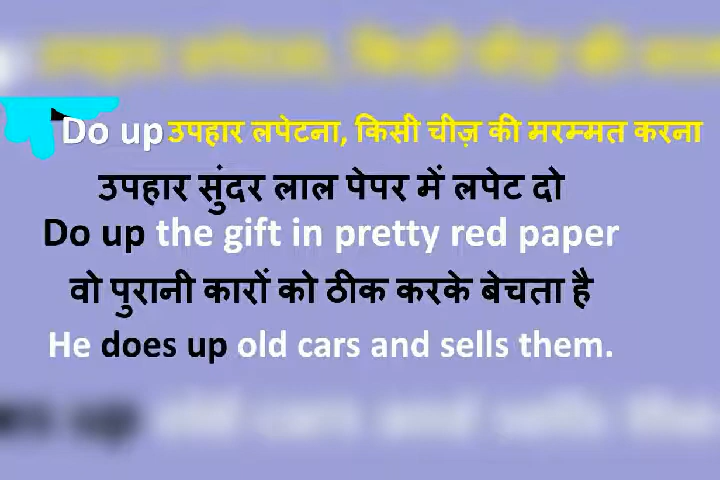 Do up उपहार लपेटना, किसी चीज़ की मरम्मत करना
उपहार सुंदर लाल पेपर में लपेट दो
Do up the gift in pretty red paper
वो पुरानी कारों को ठीक करके बेचता है
He does up old cars and sells them.